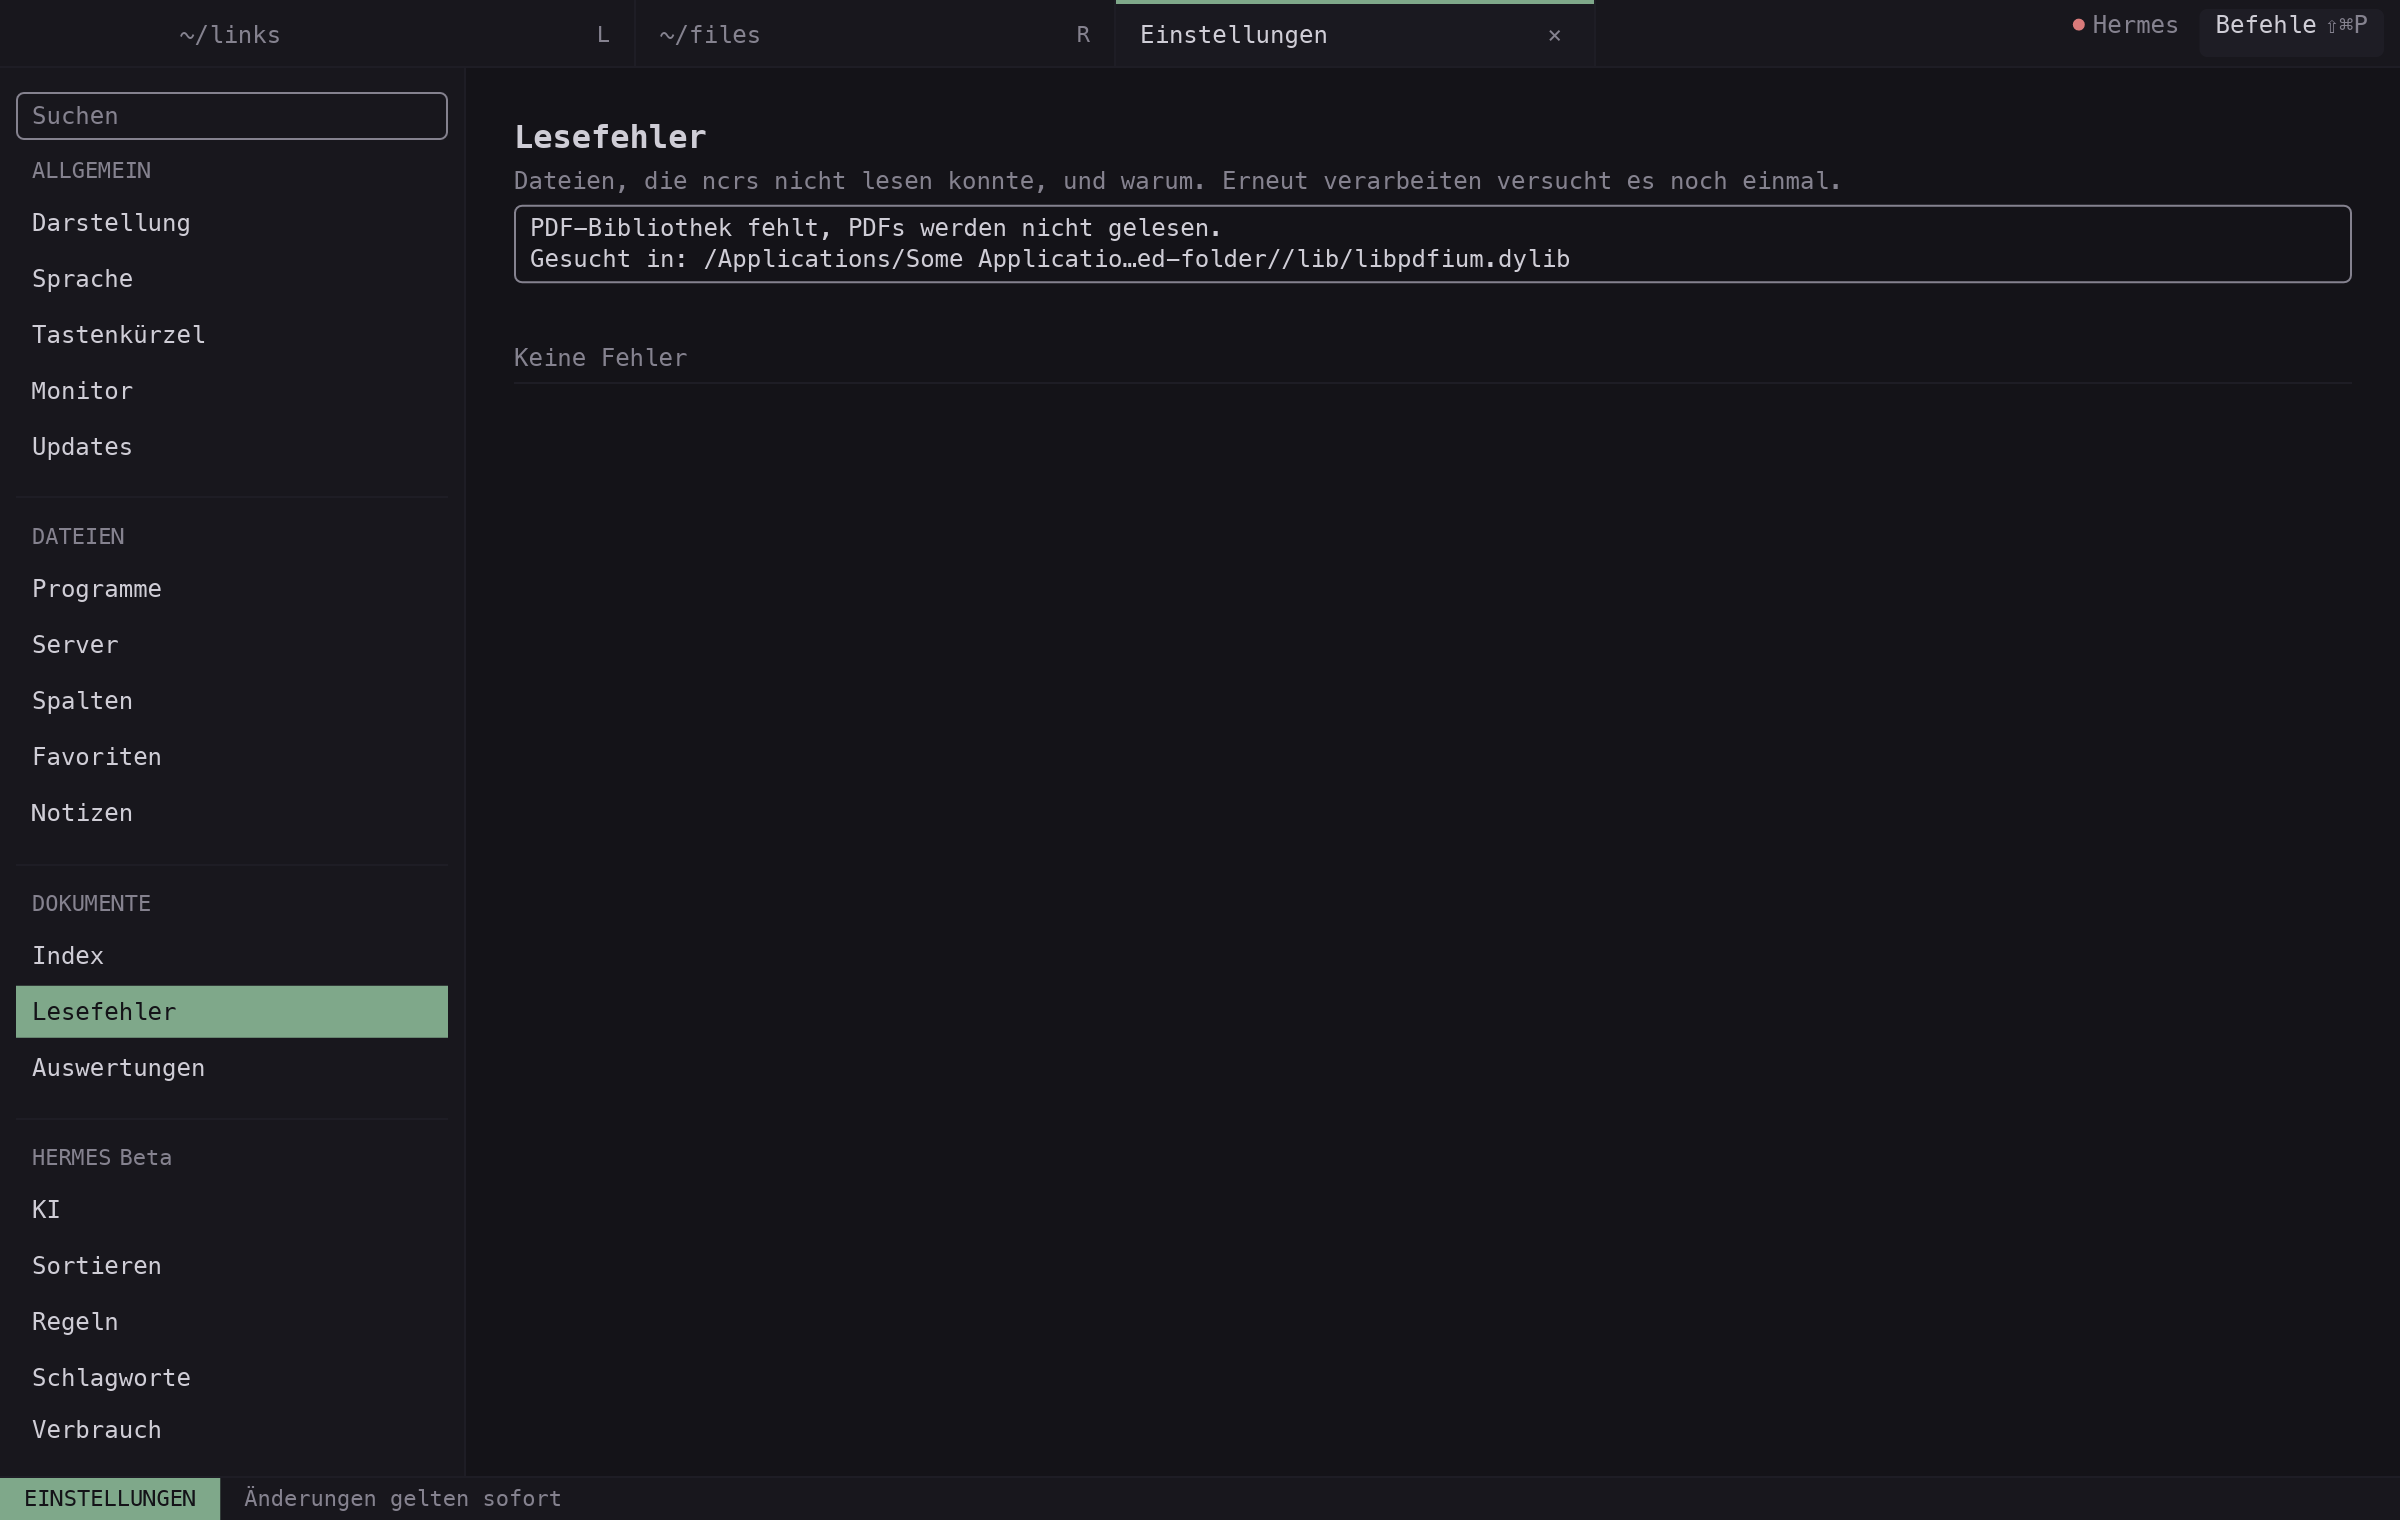 ~/links L ~/files R Einstellungen × Hermes Befehle ⇧⌘P
Suchen
ALLGEMEIN
Darstellung
Sprache
Tastenkürzel
Monitor
Updates
DATEIEN
Programme
Server
Spalten
Favoriten
Notizen
DOKUMENTE
Index
Lesefehler
Auswertungen
HERMES Beta
KI
Sortieren
Regeln
Schlagworte
Verbrauch
Lesefehler
Dateien, die ncrs nicht lesen konnte, und warum. Erneut verarbeiten versucht es noch einmal.
PDF-Bibliothek fehlt, PDFs werden nicht gelesen.
Gesucht in: /Applications/Some Applicatio…ed-folder//lib/libpdfium.dylib
Keine Fehler
EINSTELLUNGEN Änderungen gelten sofort